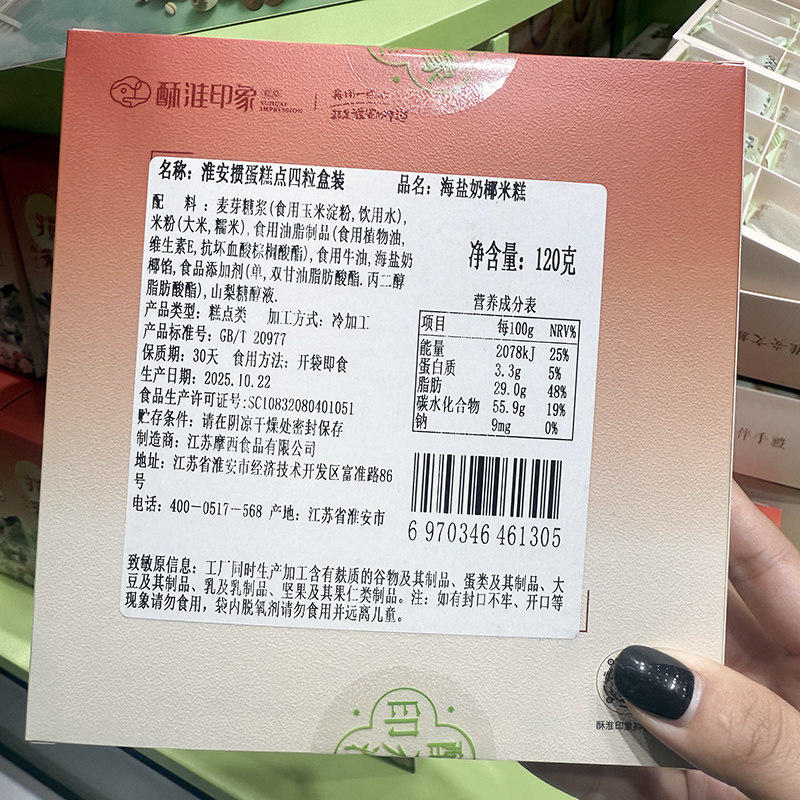 酥淮印象
SUHUAI
IMPRESSION
名称：淮安掼蛋糕点四粒盒装
品名：海盐奶椰米糕
配 料：麦芽糖浆(食用玉米淀粉,饮用水),
米粉(大米,糯米),食用油脂制品(食用植物油,
维生素E,抗坏血酸棕榈酸酯),食用牛油,海盐奶
椰馅,食品添加剂(单,双甘油脂肪酸酯.丙二醇
脂肪酸酯),山梨糖醇液.
产品类型：糕点类 加工方式：冷加工
产品标准号：GB/T 20977
保质期：30天 食用方法：开袋即食
生产日期：2025.10.22
食品生产许可证号:SC10832080401051
贮存条件：请在阴凉干燥处密封保存
制造商：江苏摩西食品有限公司
地址：江苏省淮安市经济技术开发区富准路86
号
电话：400-0517-568 产地：江苏省淮安市
净含量：120克
营养成分表
项目 每100g NRV%
能量 2078kJ 25%
蛋白质 3.3g 5%
脂肪 29.0g 48%
碳水化合物 55.9g 19%
钠 9mg 0%
6 970346 461305
致敏原信息：工厂同时生产加工含有麸质的谷物及其制品、蛋类及其制品、大
豆及其制品、乳及乳制品、坚果及其果仁类制品。注：如有封口不牢、开口等
现象请勿食用，袋内脱氧剂请勿食用并远离儿童。
酥淮印象
伴手禮